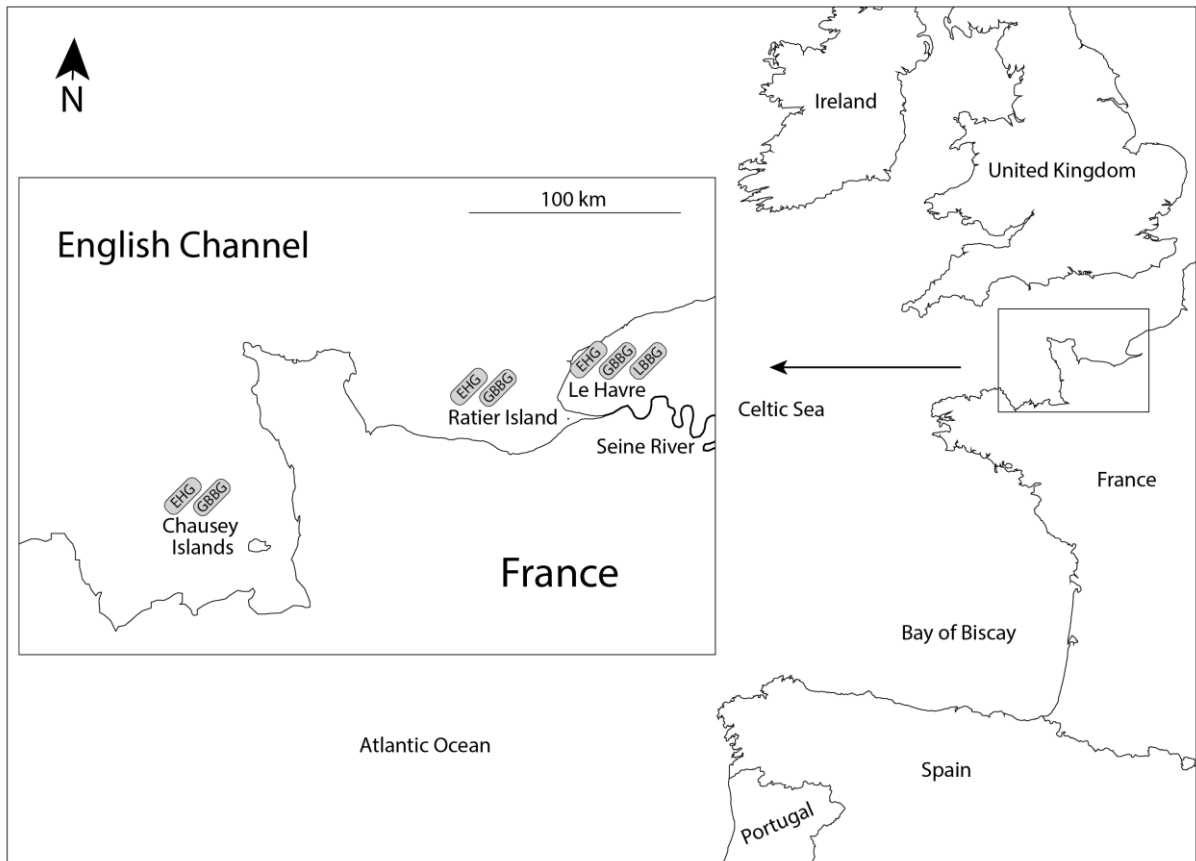 N
Ireland
United Kingdom
100 km
English Channel
EHG GBBG LBBG
Le Havre
EHG GBBG
Ratier Island
Seine River
Celtic Sea
EHG GBBG
Chausey
Islands
France
France
Bay of Biscay
Atlantic Ocean
Spain
Portugal